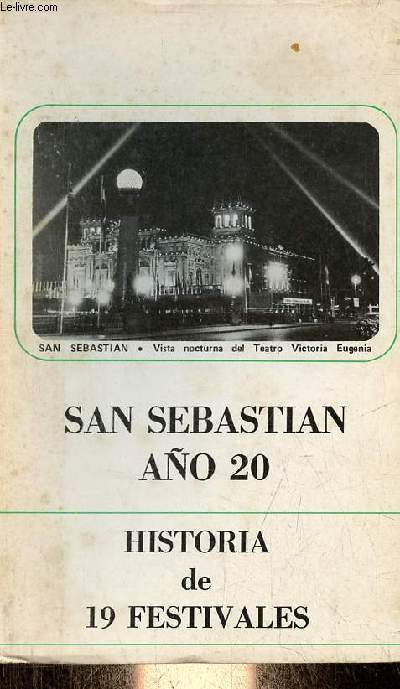 Le-livre.com
SAN SEBASTIAN • Vista nocturna del Teatro Victoria Eugenia
SAN SEBASTIAN
AÑO 20
HISTORIA
de
19 FESTIVALES